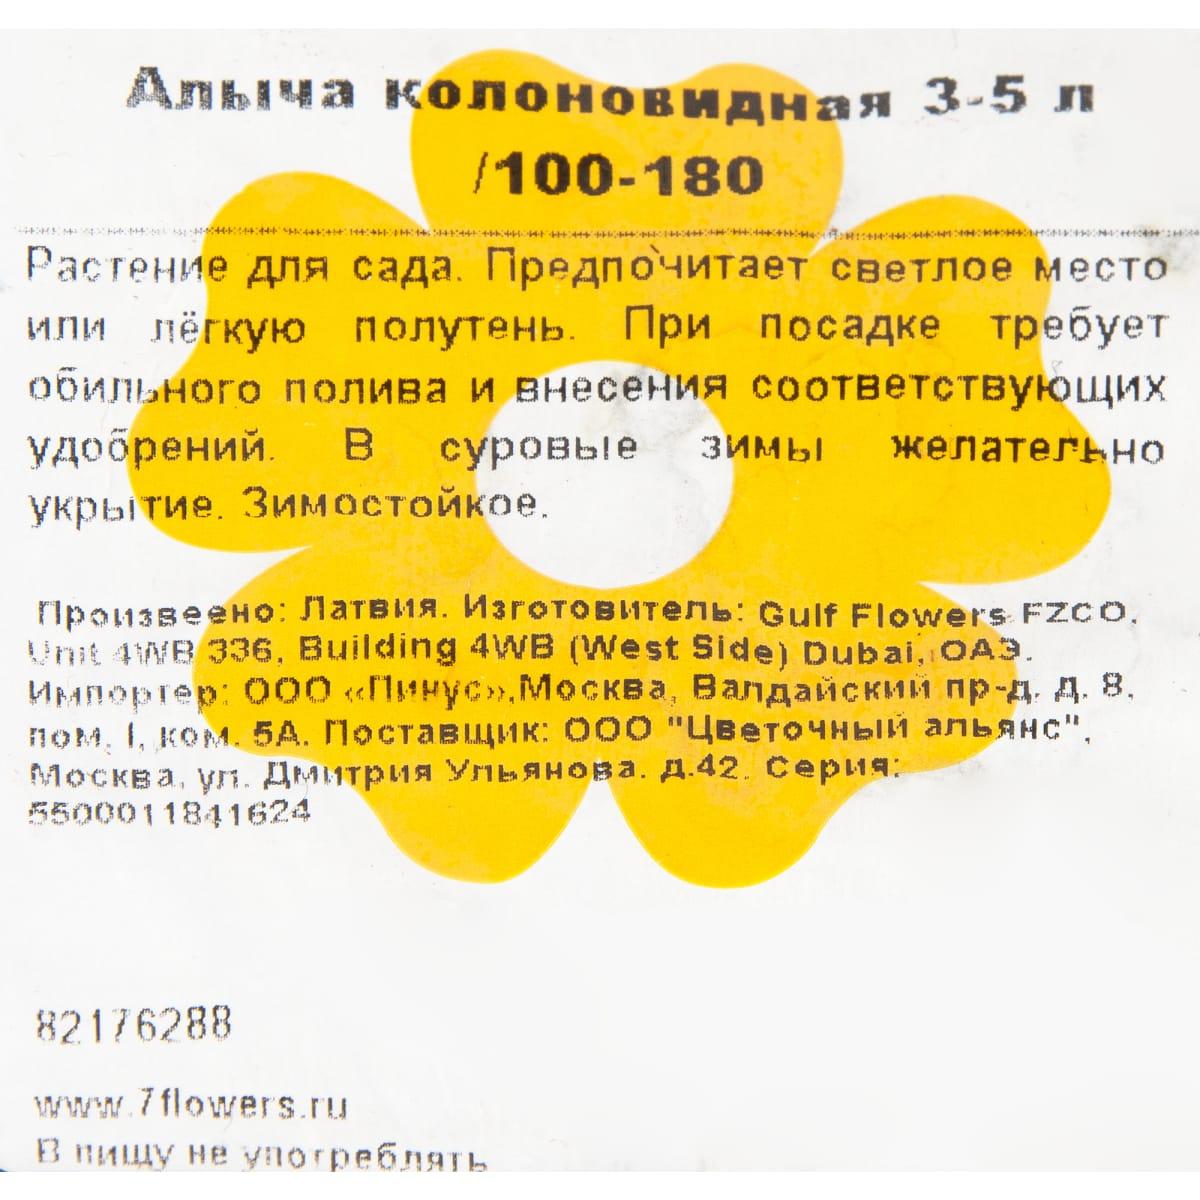 Алыча колоновидная 3-5 л
/100-180
Растение для сада. Предпочитает светлое место
или лёгкую полутень. При посадке требует
обильного полива и внесения соответствующих
удобрений. В суровые зимы желательно
укрытие. Зимостойкое.
Произвеено: Латвия. Изготовитель: Gulf Flowers FZCO,
Unit 4WB 336, Building 4WB (West Side) Dubai, ОАЭ.
Импортер: ООО «Пинус»,Москва, Валдайский пр-д, д. 8,
пом. I, ком. 5А. Поставщик: ООО "Цветочный альянс",
Москва, ул. Дмитрия Ульянова. д.42. Серия:
5500011841624
82176288
www.7flowers.ru
В пищу не употреблять